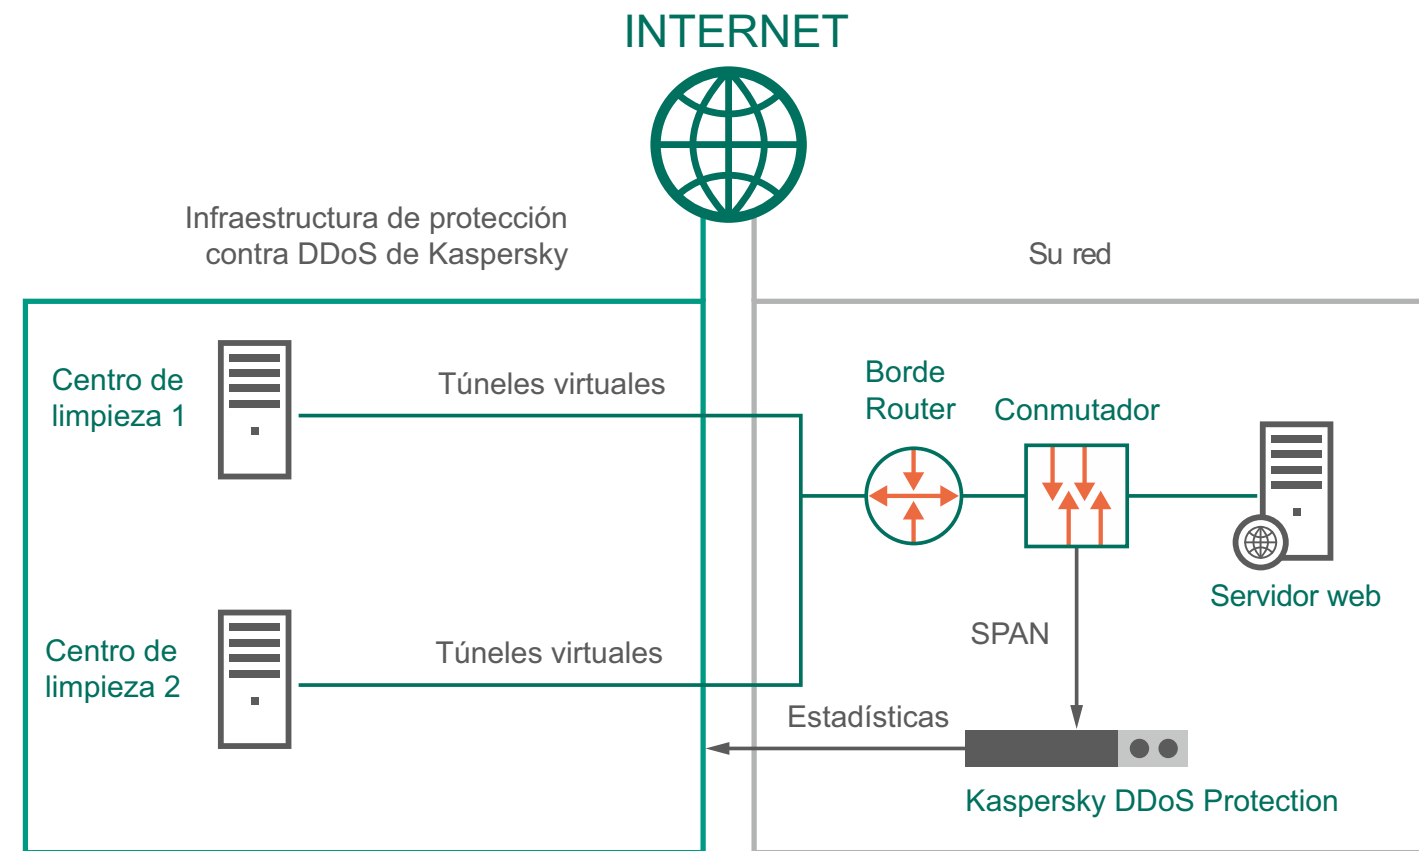 INTERNET
Infraestructura de protección
contra DDoS de Kaspersky
Su red
Centro de
limpieza 1
Túneles virtuales
Borde
Router
Conmutador
Servidor web
Centro de
limpieza 2
Túneles virtuales
SPAN
Estadísticas
Kaspersky DDoS Protection